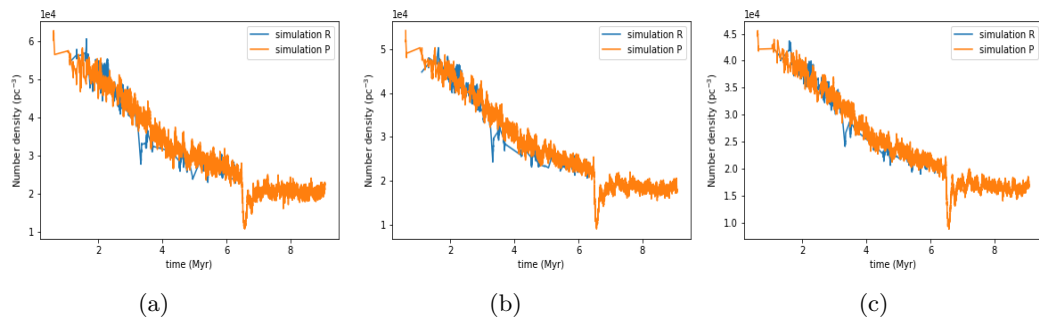 1e4
simulation R
simulation P
Number density (pc⁻³)
6
5
4
3
2
1
2
4
6
8
time (Myr)
(a)
1e4
simulation R
simulation P
Number density (pc⁻³)
5
4
3
2
1
2
4
6
8
time (Myr)
(b)
1e4
simulation R
simulation P
Number density (pc⁻³)
4.5
4.0
3.5
3.0
2.5
2.0
1.5
1.0
2
4
6
8
time (Myr)
(c)